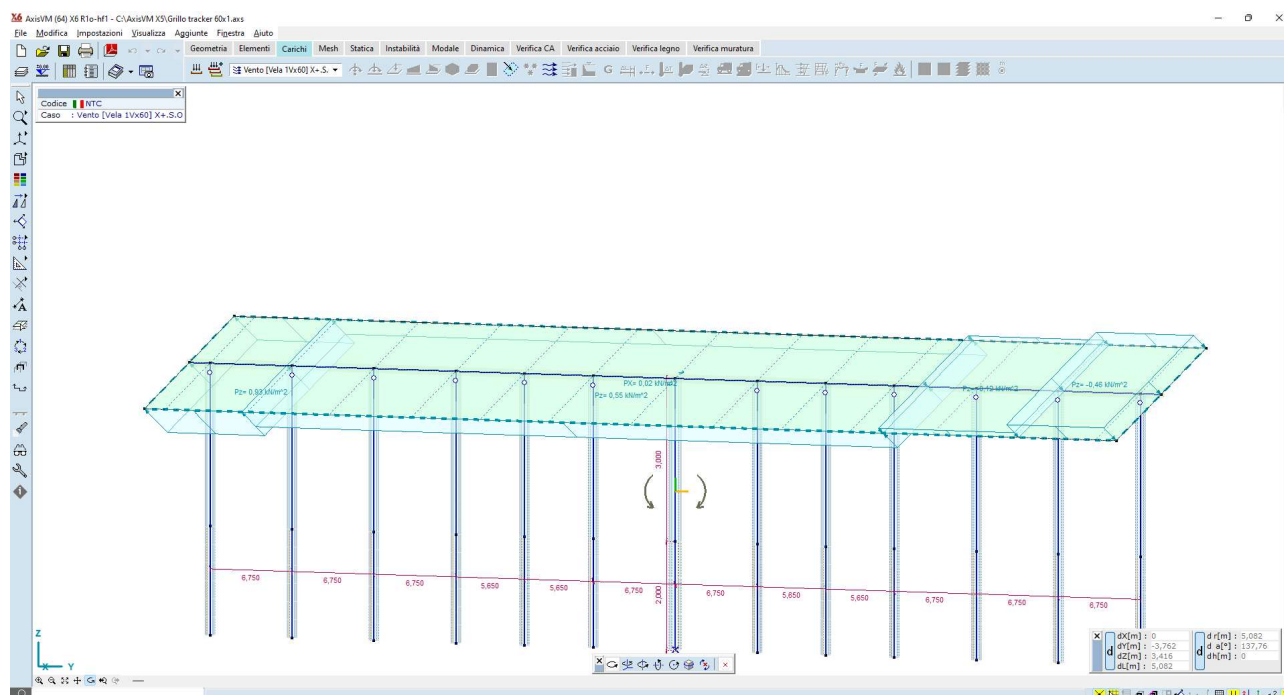 X6 AxisVM (64) X6 R1o-hf1 - C:\AxisVM X5\Grillo tracker 60x1.axs
File Modifica Impostazioni Visualizza Aggiunte Finestra Aiuto
Geometria Elementi Carichi Mesh Statica Instabilità Modale Dinamica Verifica CA Verifica acciaio Verifica legno Verifica muratura
Vento [Vela 1Vx60] X+.S.
Codice NTC
Caso : Vento [Vela 1Vx60] X+.S.O
Pz= 0,93 kN/m^2
PX= 0,02 kN/m^2
Pz= 0,55 kN/m^2
Pz= -0,46 kN/m^2
3,000
2,000
6,750 6,750 6,750 5,650 5,650 6,750 6,750 5,650 5,650 6,750 6,750 6,750
Z
X Y
dX[m] : 0
dY[m] : -3,762
dZ[m] : 3,416
dL[m] : 5,082
d
d r[m] : 5,082
d a[°] : 137,76
dh[m] : 0
d